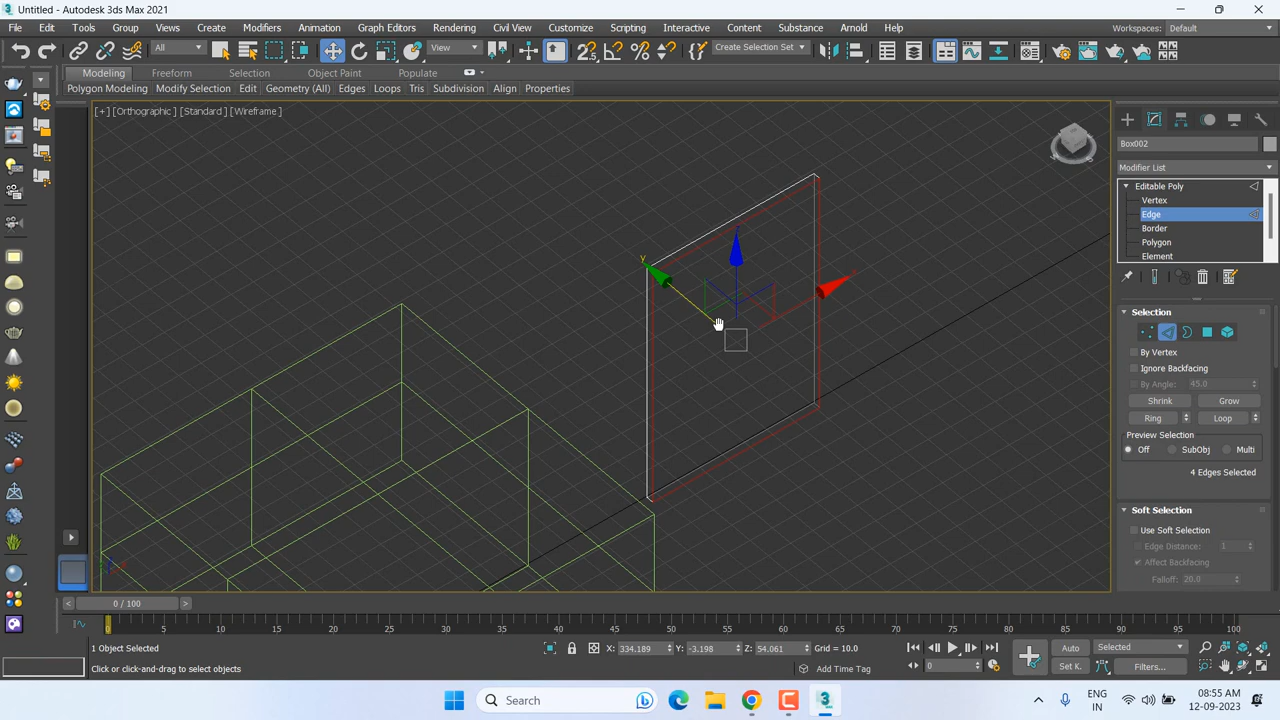 Untitled - Autodesk 3ds Max 2021
File Edit Tools Group Views Create Modifiers Animation Graph Editors Rendering Civil View Customize Scripting Interactive Content Substance Arnold Help
Workspaces: Default
All View Create Selection Set
Modeling Freeform Selection Object Paint Populate
Polygon Modeling Modify Selection Edit Geometry (All) Edges Loops Tris Subdivision Align Properties
[+] [Orthographic] [Standard] [Wireframe]
Box002
Modifier List
Editable Poly
Vertex
Edge
Border
Polygon
Element
Selection
By Vertex
Ignore Backfacing
By Angle: 45.0
Shrink Grow
Ring Loop
Preview Selection
Off SubObj Multi
4 Edges Selected
Soft Selection
Use Soft Selection
Edge Distance: 1
Affect Backfacing
Falloff: 20.0
y
0 / 100
0 5 10 15 20 25 30 35 40 45 50 55 60 65 70 75 80 85 90 95 100
1 Object Selected
X: 334.189 Y: -3.198 Z: 54.061 Grid = 10.0
Auto Selected
Click or click-and-drag to select objects
Add Time Tag
0
Set K. Filters...
Search
ENG
IN
08:55 AM
12-09-2023